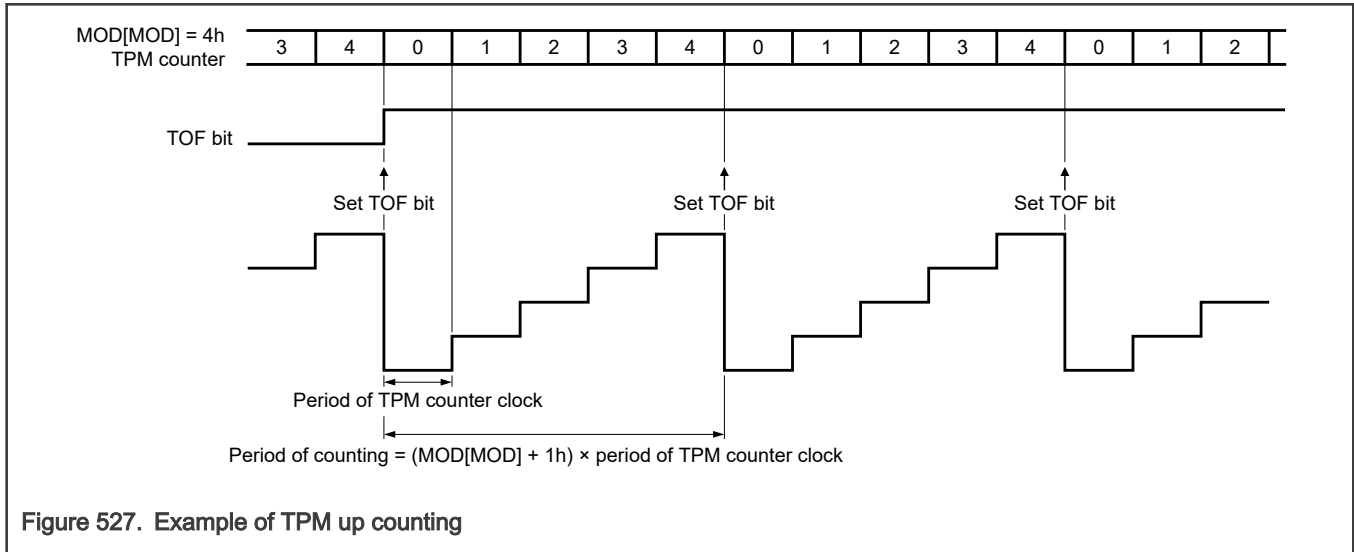 MOD[MOD] = 4h
TPM counter
3 4 0 1 2 3 4 0 1 2 3 4 0 1 2
TOF bit
Set TOF bit Set TOF bit Set TOF bit
Period of TPM counter clock
Period of counting = (MOD[MOD] + 1h) × period of TPM counter clock
Figure 527. Example of TPM up counting